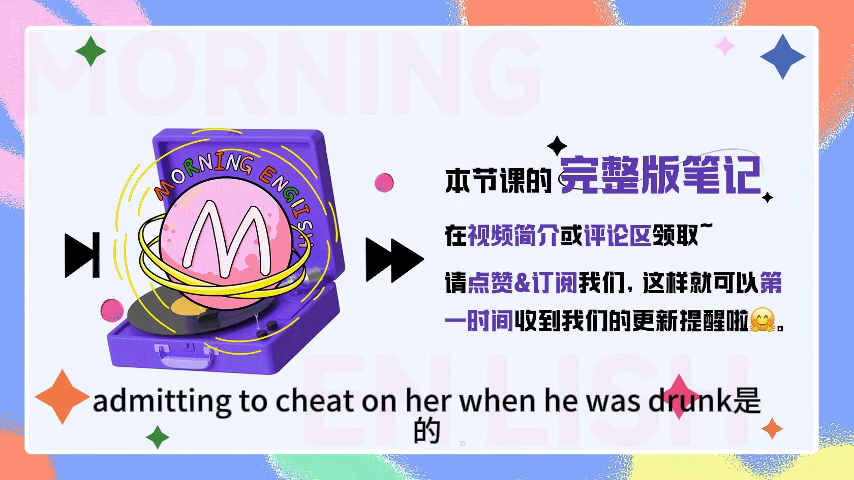 MORNING
MORNING ENGLISH
M
本节课的 完整版笔记
在视频简介或评论区领取~
请点赞&订阅我们，这样就可以第
一时间收到我们的更新提醒啦🤗。
EN LISH
admitting to cheat on her when he was drunk是
的 。